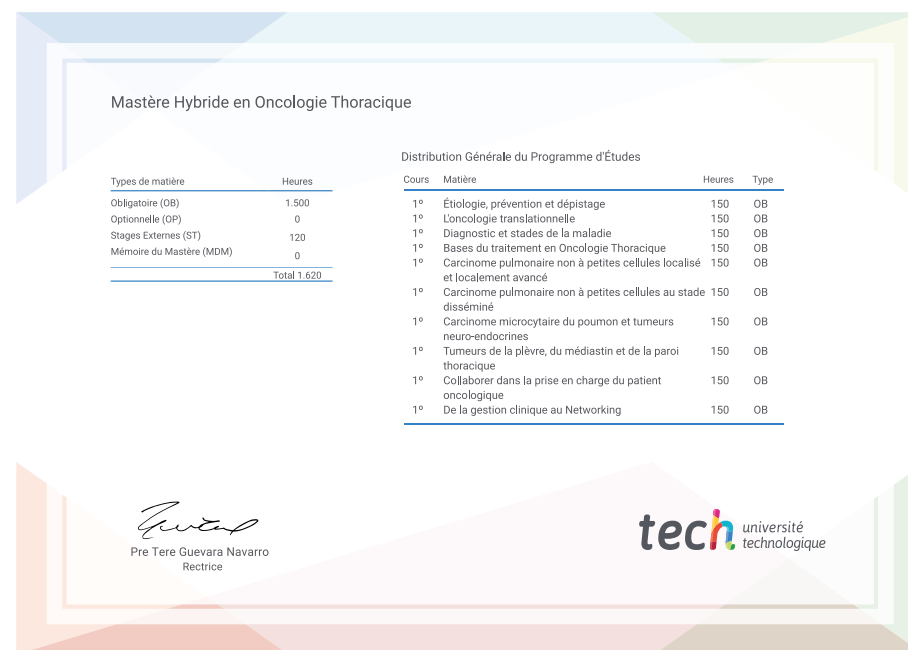 Mastère Hybride en Oncologie Thoracique
Types de matière Heures
Obligatoire (OB) 1.500
Optionnelle (OP) 0
Stages Externes (ST) 120
Mémoire du Mastère (MDM) 0
Total 1.620
Distribution Générale du Programme d'Études
Cours Matière Heures Type
1º Étiologie, prévention et dépistage 150 OB
1º L'oncologie translationnelle 150 OB
1º Diagnostic et stades de la maladie 150 OB
1º Bases du traitement en Oncologie Thoracique 150 OB
1º Carcinome pulmonaire non à petites cellules localisé 150 OB
et localement avancé
1º Carcinome pulmonaire non à petites cellules au stade 150 OB
disséminé
1º Carcinome microcytaire du poumon et tumeurs 150 OB
neuro-endocrines
1º Tumeurs de la plèvre, du médiastin et de la paroi 150 OB
thoracique
1º Collaborer dans la prise en charge du patient 150 OB
oncologique
1º De la gestion clinique au Networking 150 OB
Pre Tere Guevara Navarro
Rectrice
tech université
technologique